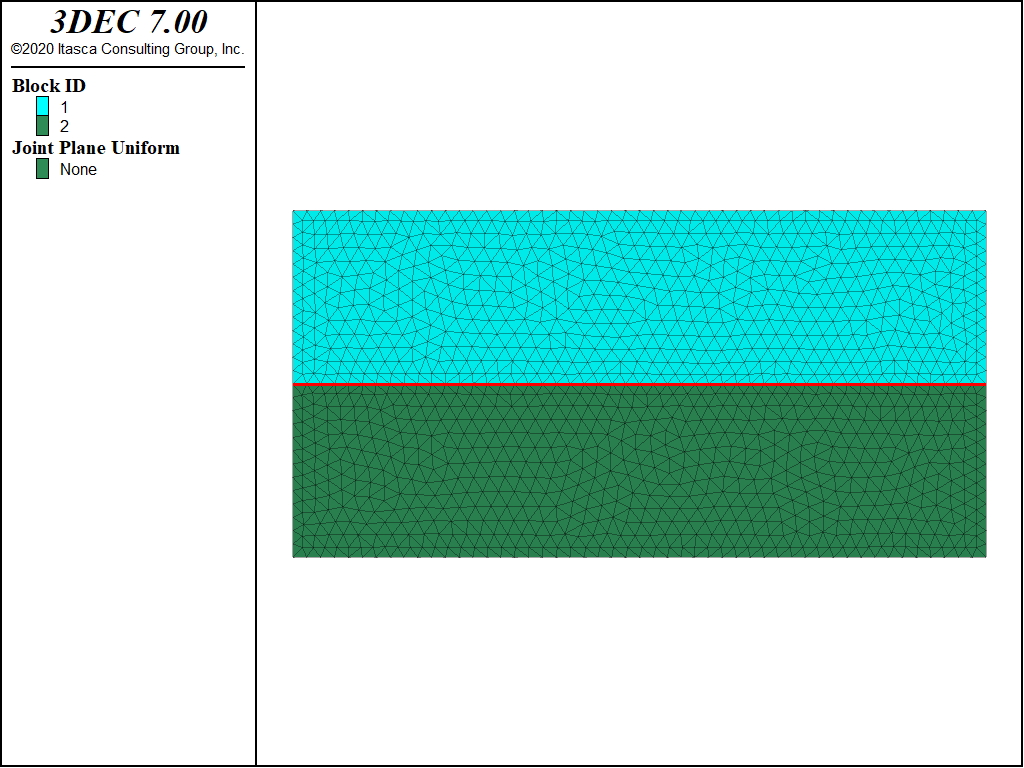 3DEC 7.00
©2020 Itasca Consulting Group, Inc.
Block ID
1
2
Joint Plane Uniform
None